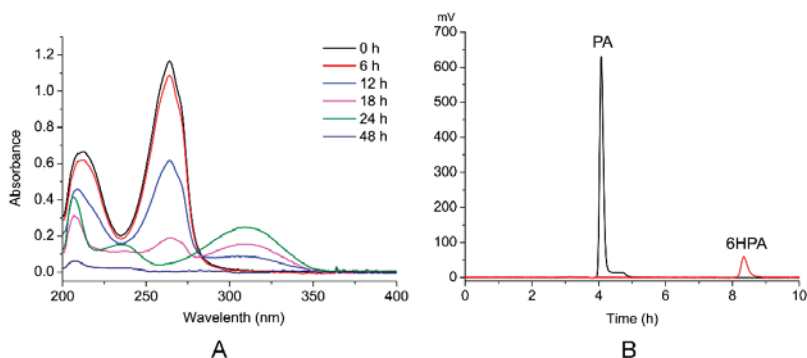 0 h
6 h
12 h
18 h
24 h
48 h
1.2
1.0
0.8
0.6
0.4
0.2
0.0
Absorbance
200
250
300
350
400
Wavelenth (nm)
A
mV
700
600
500
400
300
200
100
0
PA
6HPA
0
2
4
6
8
10
Time (h)
B